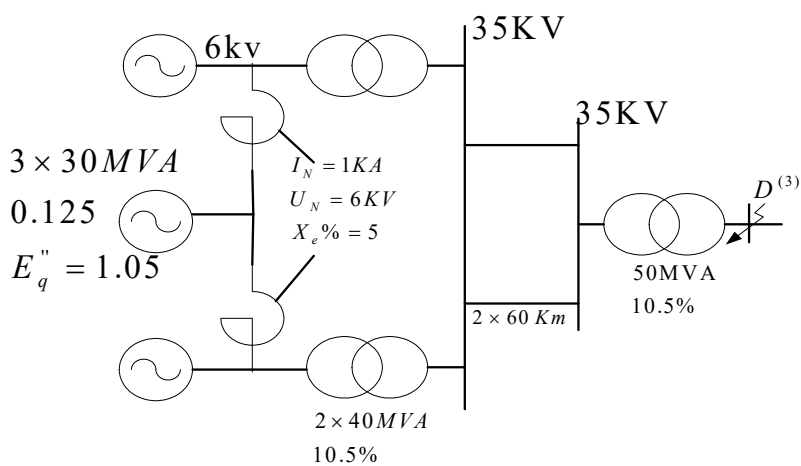 35KV
6kv
35KV
3 × 30MVA
0.125
E"q = 1.05
I_N = 1KA
U_N = 6KV
X_e% = 5
D^(3)
50MVA
10.5%
2 × 60 Km
2 × 40MVA
10.5%